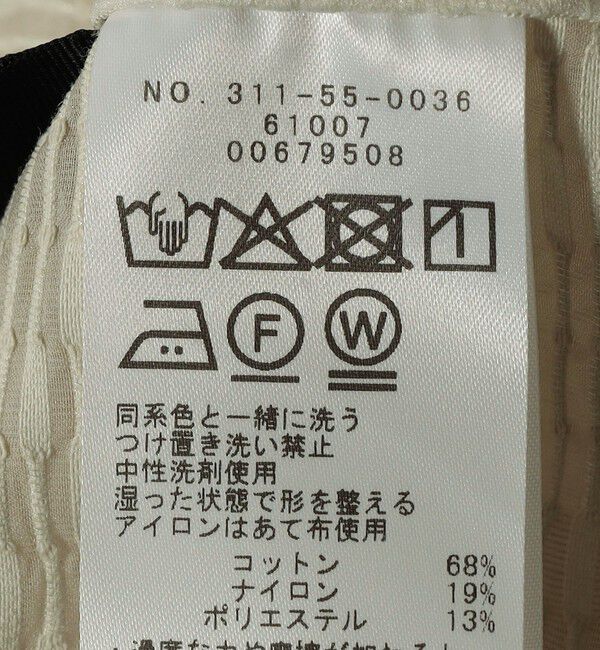 NO. 311-55-0036
61007
00679508
F W
同系色と一緒に洗う
つけ置き洗い禁止
中性洗剤使用
湿った状態で形を整える
アイロンはあて布使用
コットン 68%
ナイロン 19%
ポリエステル 13%